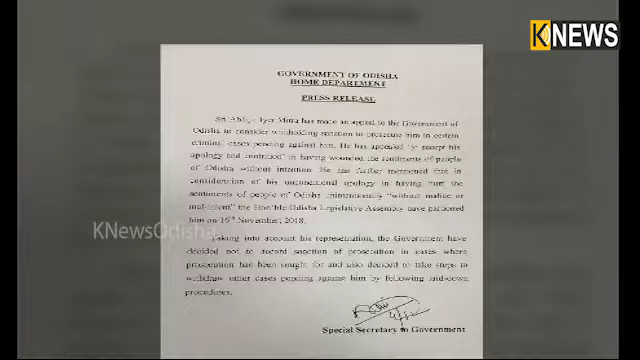 KNEWS
GOVERNMENT OF ODISHA
HOME DEPARTMENT
PRESS RELEASE
Sri Abhijit Iyer Mitra has made an appeal to the Government of
Odisha to consider withholding sanction to prosecute him in certain
criminal cases pending against him. He has appealed to accept his
apology and contrition in having wounded the sentiments of people
of Odisha without intention. He has further mentioned that in
consideration of his unconditional apology in having hurt the
sentiments of people of Odisha unintentionally "without malice or
mal-intent" the Hon'ble Odisha Legislative Assembly have pardoned
him on 16th November, 2018.
KNewsOdisha
Taking into account his representation, the Government have
decided not to accord sanction of prosecution in cases where
prosecution has been sought for and also decided to take steps to
withdraw other cases pending against him by following laid-down
procedures.
Special Secretary to Government